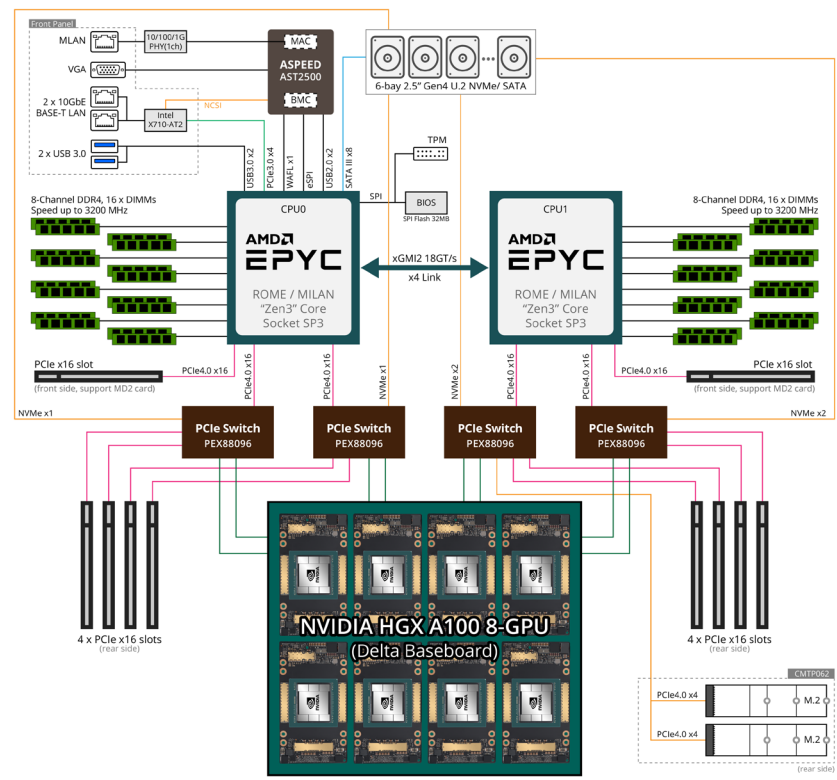 Front Panel
MLAN
10/100/1G
PHY(1ch)
MAC
ASPEED
AST2500
BMC
VGA
2 x 10GbE
BASE-T LAN
Intel
X710-AT2
NCSI
2 x USB 3.0
6-bay 2.5" Gen4 U.2 NVMe/ SATA
USB3.0 x2
PCIe3.0 x4
WAFL x1
eSPI
USB2.0 x2
SATA III x8
TPM
SPI
BIOS
SPI Flash 32MB
8-Channel DDR4, 16 x DIMMs
Speed up to 3200 MHz
CPU0
AMD
EPYC
ROME / MILAN
"Zen3" Core
Socket SP3
xGMI2 18GT/s
x4 Link
CPU1
AMD
EPYC
ROME / MILAN
"Zen3" Core
Socket SP3
8-Channel DDR4, 16 x DIMMs
Speed up to 3200 MHz
PCIe x16 slot
(front side, support MD2 card)
PCIe4.0 x16
PCIe4.0 x16
PCIe4.0 x16
NVMe x1
NVMe x2
PCIe4.0 x16
PCIe4.0 x16
PCIe4.0 x16
PCIe x16 slot
(front side, support MD2 card)
NVMe x1
NVMe x2
PCIe Switch
PEX88096
PCIe Switch
PEX88096
PCIe Switch
PEX88096
PCIe Switch
PEX88096
4 x PCIe x16 slots
(rear side)
NVIDIA HGX A100 8-GPU
(Delta Baseboard)
4 x PCIe x16 slots
(rear side)
CMTP062
PCIe4.0 x4
M.2
PCIe4.0 x4
M.2
(rear side)